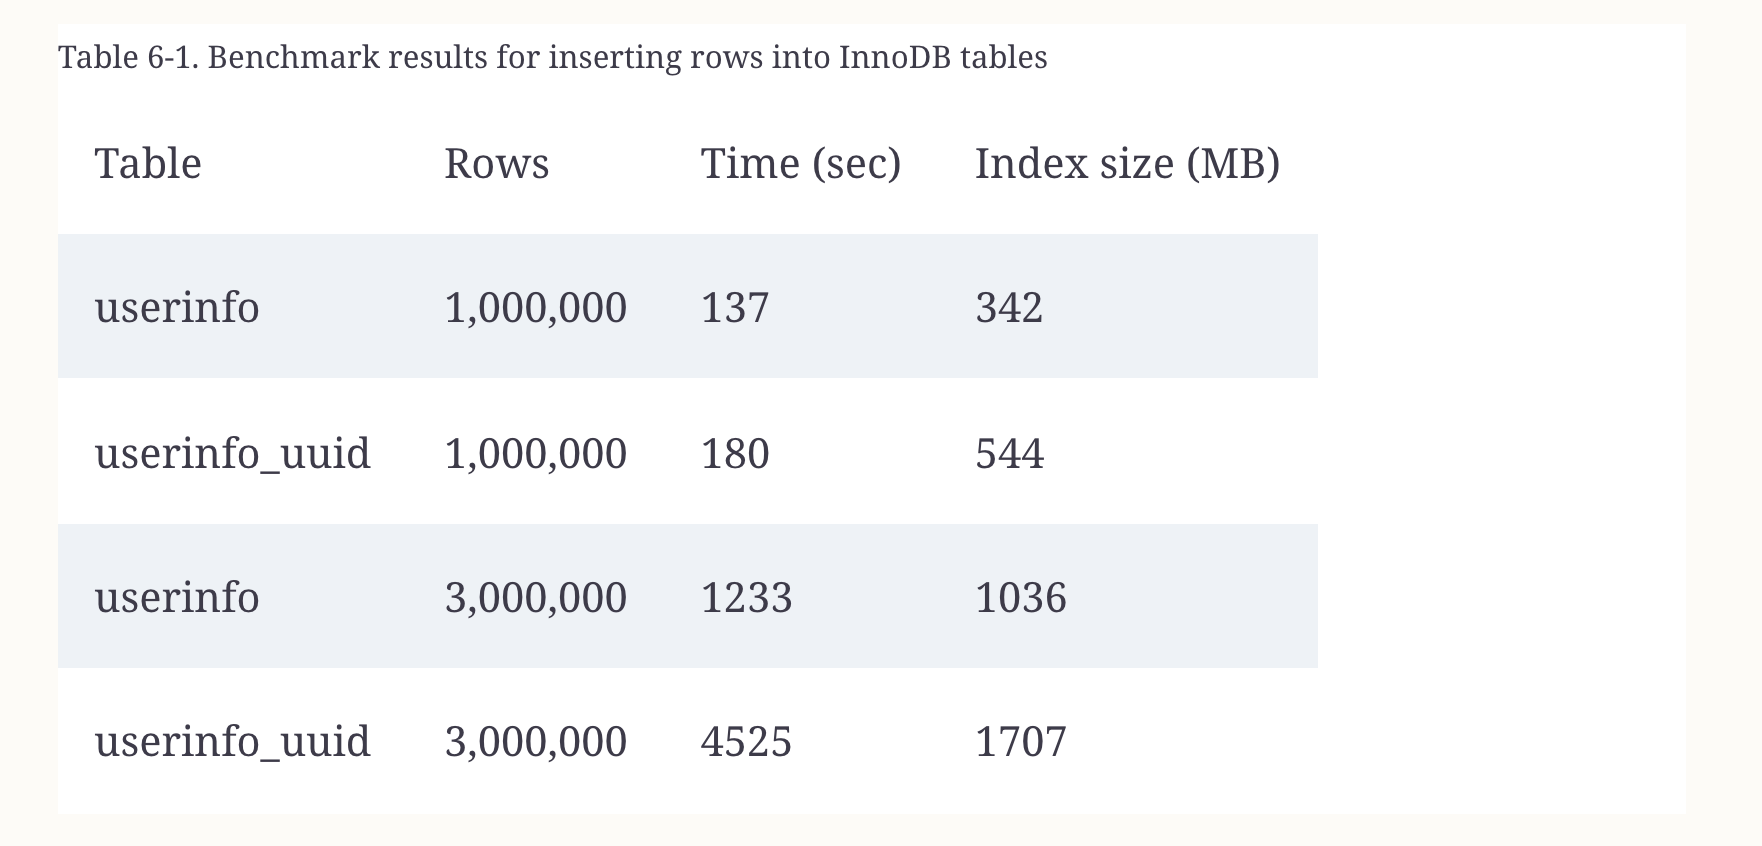 Table 6-1. Benchmark results for inserting rows into InnoDB tables
Table Rows Time (sec) Index size (MB)
userinfo 1,000,000 137 342
userinfo_uuid 1,000,000 180 544
userinfo 3,000,000 1233 1036
userinfo_uuid 3,000,000 4525 1707